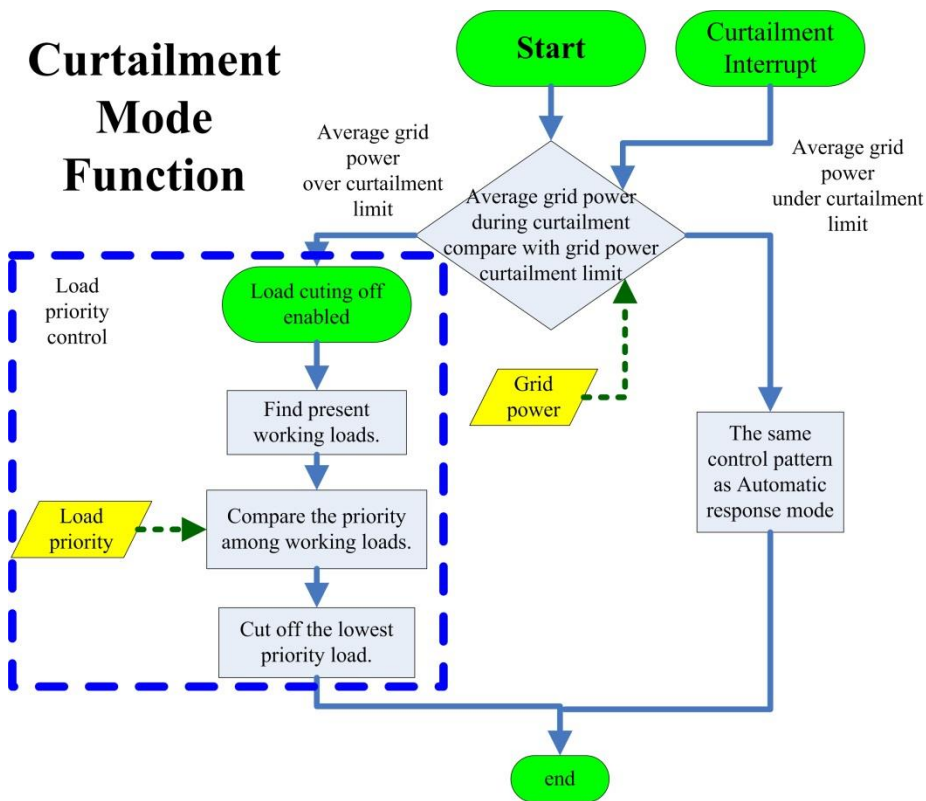 Curtailment
Mode
Function
Start
Curtailment
Interrupt
Average grid
power
over curtailment
limit
Average grid
power
under curtailment
limit
Average grid power
during curtailment
compare with grid power
curtailment limit
Load
priority
control
Load cuting off
enabled
Grid
power
Find present
working loads.
The same
control pattern
as Automatic
response mode
Load
priority
Compare the priority
among working loads.
Cut off the lowest
priority load.
end